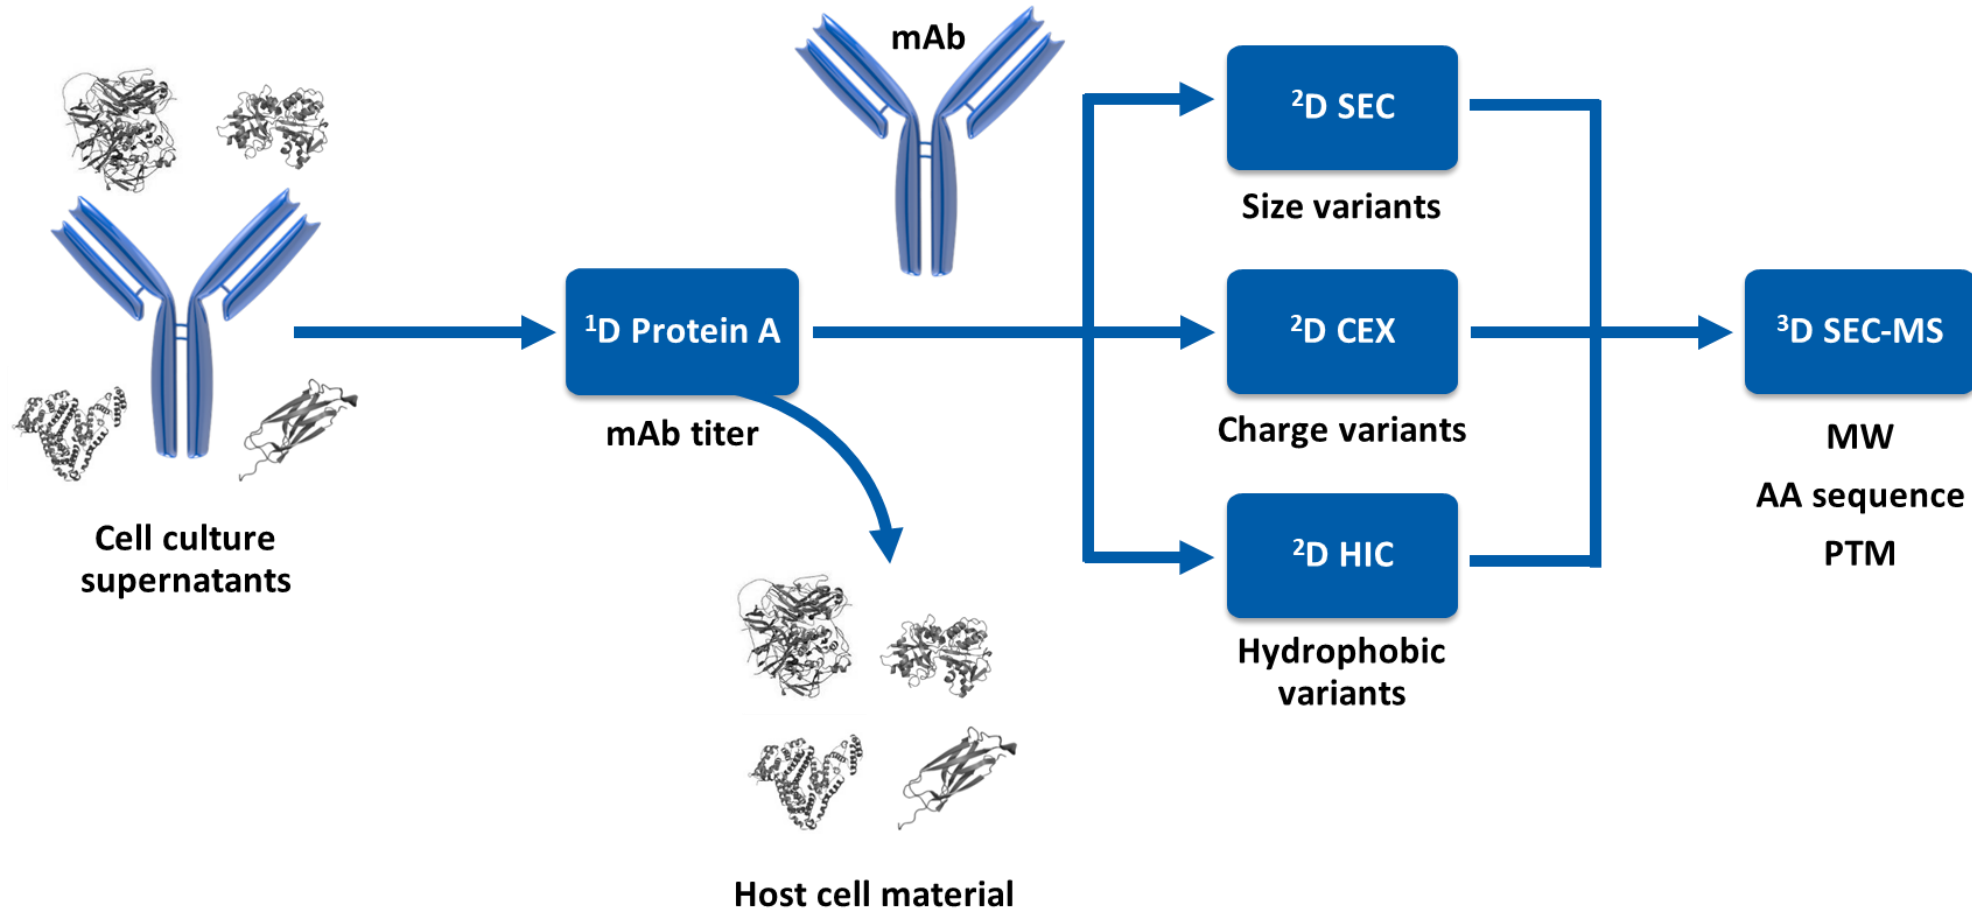 mAb
²D SEC
Size variants
¹D Protein A
mAb titer
²D CEX
Charge variants
³D SEC-MS
MW
AA sequence
PTM
Cell culture
supernatants
²D HIC
Hydrophobic
variants
Host cell material